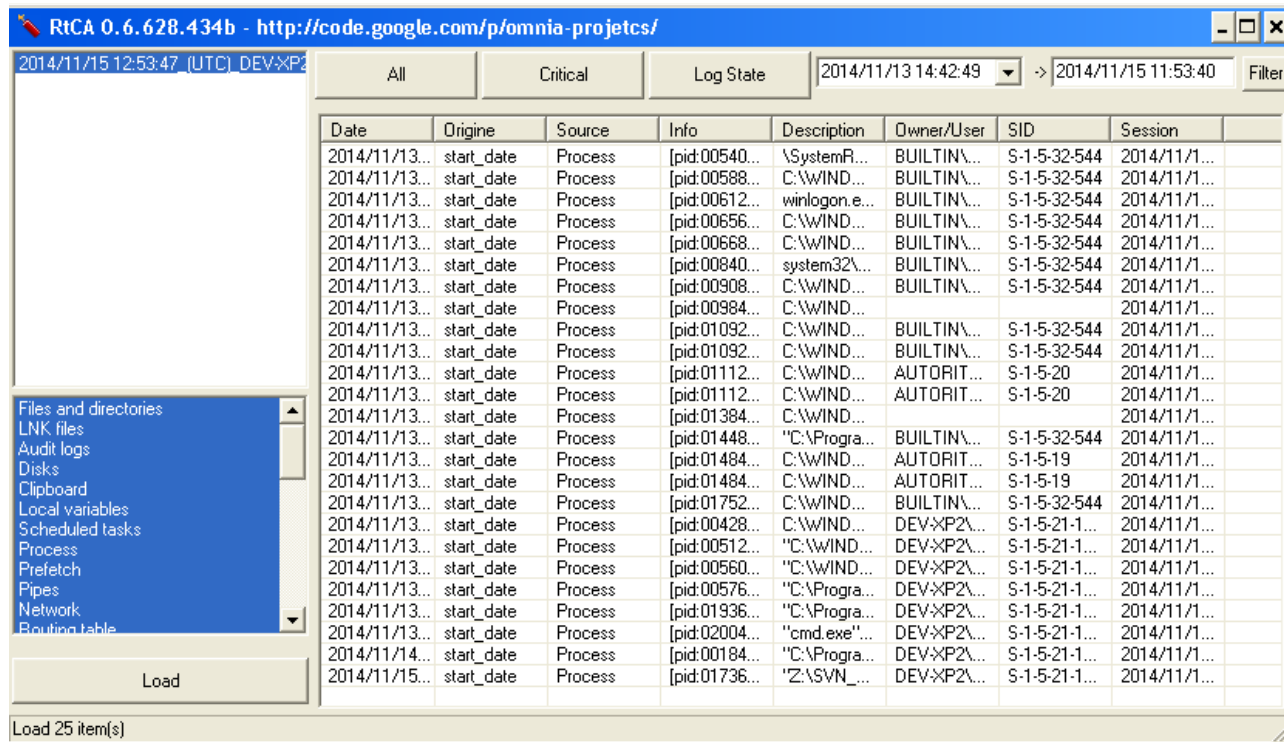 RtCA 0.6.628.434b - http://code.google.com/p/omnia-projetcs/
2014/11/15 12:53:47_(UTC)_DEV-XP2
All Critical Log State 2014/11/13 14:42:49 -> 2014/11/15 11:53:40 Filter
Date Origine Source Info Description Owner/User SID Session
2014/11/13... start_date Process [pid:00540... \SystemR... BUILTIN\... S-1-5-32-544 2014/11/1...
2014/11/13... start_date Process [pid:00588... C:\WIND... BUILTIN\... S-1-5-32-544 2014/11/1...
2014/11/13... start_date Process [pid:00612... winlogon.e... BUILTIN\... S-1-5-32-544 2014/11/1...
2014/11/13... start_date Process [pid:00656... C:\WIND... BUILTIN\... S-1-5-32-544 2014/11/1...
2014/11/13... start_date Process [pid:00668... C:\WIND... BUILTIN\... S-1-5-32-544 2014/11/1...
2014/11/13... start_date Process [pid:00840... system32\... BUILTIN\... S-1-5-32-544 2014/11/1...
2014/11/13... start_date Process [pid:00908... C:\WIND... BUILTIN\... S-1-5-32-544 2014/11/1...
2014/11/13... start_date Process [pid:00984... C:\WIND... 2014/11/1...
2014/11/13... start_date Process [pid:01092... C:\WIND... BUILTIN\... S-1-5-32-544 2014/11/1...
2014/11/13... start_date Process [pid:01092... C:\WIND... BUILTIN\... S-1-5-32-544 2014/11/1...
2014/11/13... start_date Process [pid:01112... C:\WIND... AUTORIT... S-1-5-20 2014/11/1...
2014/11/13... start_date Process [pid:01112... C:\WIND... AUTORIT... S-1-5-20 2014/11/1...
2014/11/13... start_date Process [pid:01384... C:\WIND... 2014/11/1...
2014/11/13... start_date Process [pid:01448... "C:\Progra... BUILTIN\... S-1-5-32-544 2014/11/1...
2014/11/13... start_date Process [pid:01484... C:\WIND... AUTORIT... S-1-5-19 2014/11/1...
2014/11/13... start_date Process [pid:01484... C:\WIND... AUTORIT... S-1-5-19 2014/11/1...
2014/11/13... start_date Process [pid:01752... C:\WIND... BUILTIN\... S-1-5-32-544 2014/11/1...
2014/11/13... start_date Process [pid:00428... C:\WIND... DEV-XP2\... S-1-5-21-1... 2014/11/1...
2014/11/13... start_date Process [pid:00512... "C:\WIND... DEV-XP2\... S-1-5-21-1... 2014/11/1...
2014/11/13... start_date Process [pid:00560... "C:\WIND... DEV-XP2\... S-1-5-21-1... 2014/11/1...
2014/11/13... start_date Process [pid:00576... "C:\Progra... DEV-XP2\... S-1-5-21-1... 2014/11/1...
2014/11/13... start_date Process [pid:01936... "C:\Progra... DEV-XP2\... S-1-5-21-1... 2014/11/1...
2014/11/13... start_date Process [pid:02004... "cmd.exe"... DEV-XP2\... S-1-5-21-1... 2014/11/1...
2014/11/14... start_date Process [pid:00184... "C:\Progra... DEV-XP2\... S-1-5-21-1... 2014/11/1...
2014/11/15... start_date Process [pid:01736... "Z:\SVN_... DEV-XP2\... S-1-5-21-1... 2014/11/1...
Files and directories
LNK files
Audit logs
Disks
Clipboard
Local variables
Scheduled tasks
Process
Prefetch
Pipes
Network
Routing table
Load
Load 25 item(s)